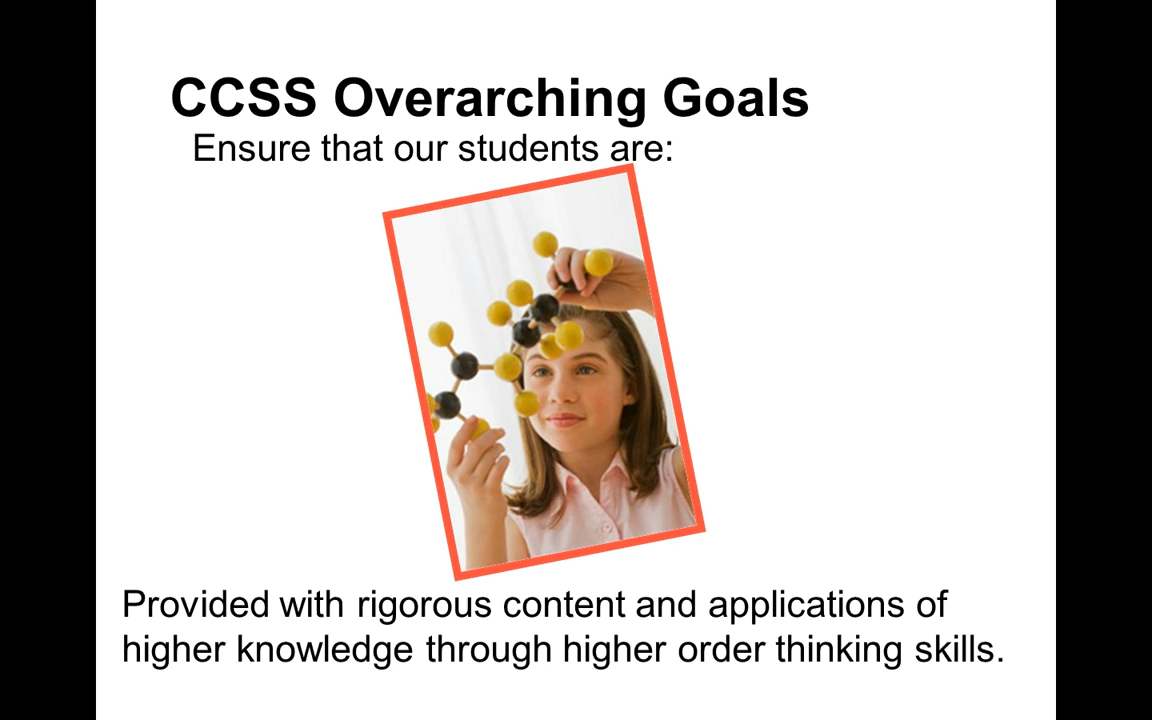 CCSS Overarching Goals
Ensure that our students are:
Provided with rigorous content and applications of
higher knowledge through higher order thinking skills.